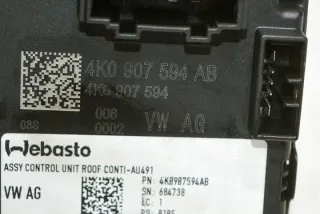 4K0 907 594 AB
4K0 907 594
006
0002 VW AG
038
Webasto
ASSY CONTROL UNIT ROOF CONTI-AU491
VW AG
PN: 4K0907594AB
SN: 684738
LC: 1